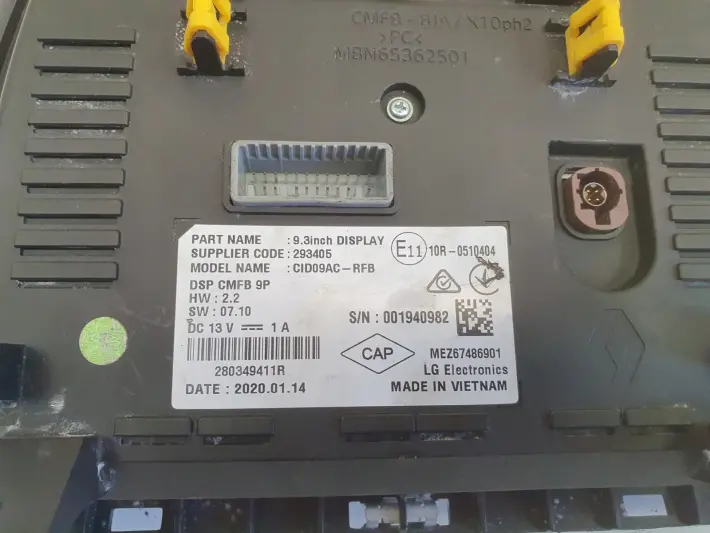 CMFB - BIA / X10ph2
>PC<
MBN65362501
PART NAME : 9.3inch DISPLAY
SUPPLIER CODE : 293405
MODEL NAME : CID09AC-RFB
E11 10R-0510404
DSP CMFB 9P
HW : 2.2
SW : 07.10
DC 13 V ⎓ 1 A
S/N : 001940982
280349411R
CAP
MEZ67486901
LG Electronics
DATE : 2020.01.14
MADE IN VIETNAM